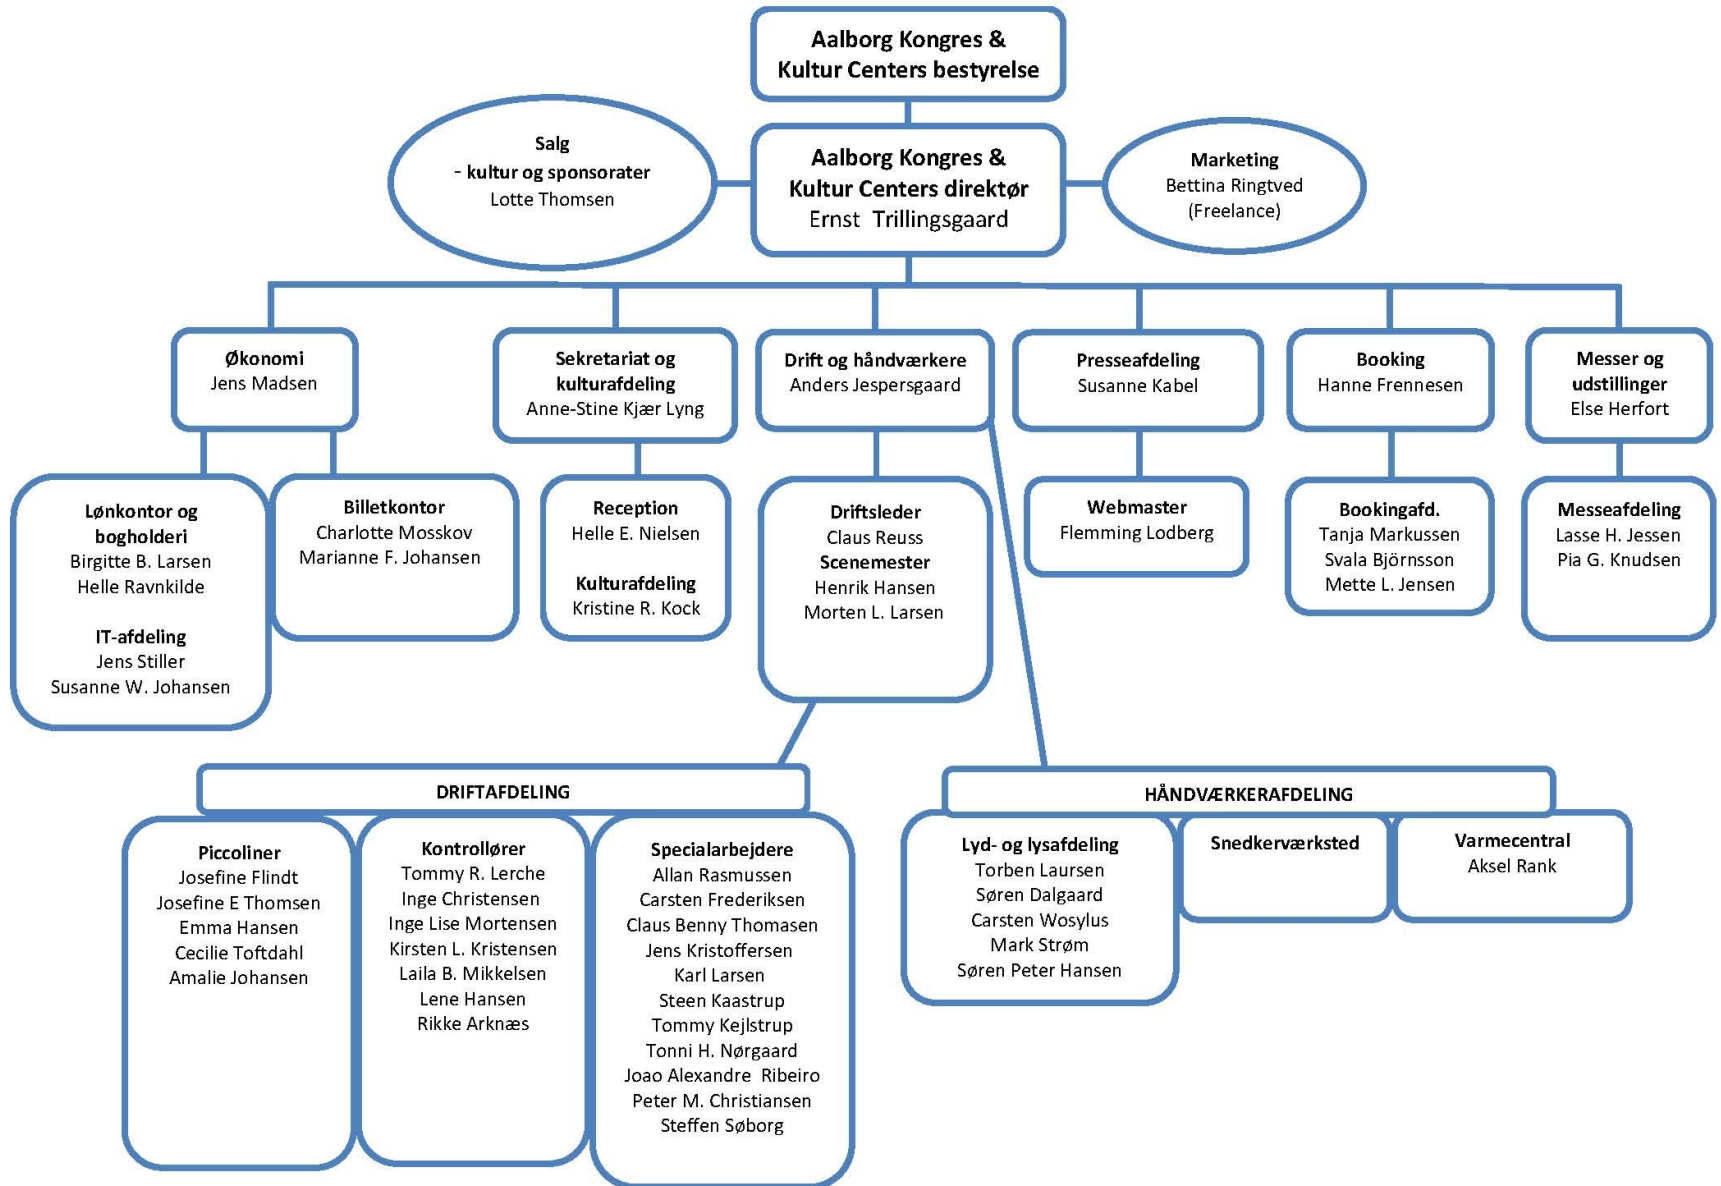 Aalborg Kongres &
Kultur Centers bestyrelse
Salg
- kultur og sponsorater
Lotte Thomsen
Aalborg Kongres &
Kultur Centers direktør
Ernst  Trillingsgaard
Marketing
Bettina Ringtved
(Freelance)
Økonomi
Jens Madsen
Sekretariat og
kulturafdeling
Anne-Stine Kjær Lyng
Drift og håndværkere
Anders Jespersgaard
Presseafdeling
Susanne Kabel
Booking
Hanne Frennesen
Messer og
udstillinger
Else Herfort
Lønkontor og
bogholderi
Birgitte B. Larsen
Helle Ravnkilde
IT-afdeling
Jens Stiller
Susanne W. Johansen
Billetkontor
Charlotte Mosskov
Marianne F. Johansen
Reception
Helle E. Nielsen
Kulturafdeling
Kristine R. Kock
Driftsleder
Claus Reuss
Scenemester
Henrik Hansen
Morten L. Larsen
Webmaster
Flemming Lodberg
Bookingafd.
Tanja Markussen
Svala Björnsson
Mette L. Jensen
Messeafdeling
Lasse H. Jessen
Pia G. Knudsen
DRIFTAFDELING
Piccoliner
Josefine Flindt
Josefine E Thomsen
Emma Hansen
Cecilie Toftdahl
Amalie Johansen
Kontrollører
Tommy R. Lerche
Inge Christensen
Inge Lise Mortensen
Kirsten L. Kristensen
Laila B. Mikkelsen
Lene Hansen
Rikke Arknæs
Specialarbejdere
Allan Rasmussen
Carsten Frederiksen
Claus Benny Thomasen
Jens Kristoffersen
Karl Larsen
Steen Kaastrup
Tommy Kejlstrup
Tonni H. Nørgaard
Joao Alexandre  Ribeiro
Peter M. Christiansen
Steffen Søborg
HÅNDVÆRKERAFDELING
Lyd- og lysafdeling
Torben Laursen
Søren Dalgaard
Carsten Wosylus
Mark Strøm
Søren Peter Hansen
Snedkerværksted
Varmecentral
Aksel Rank